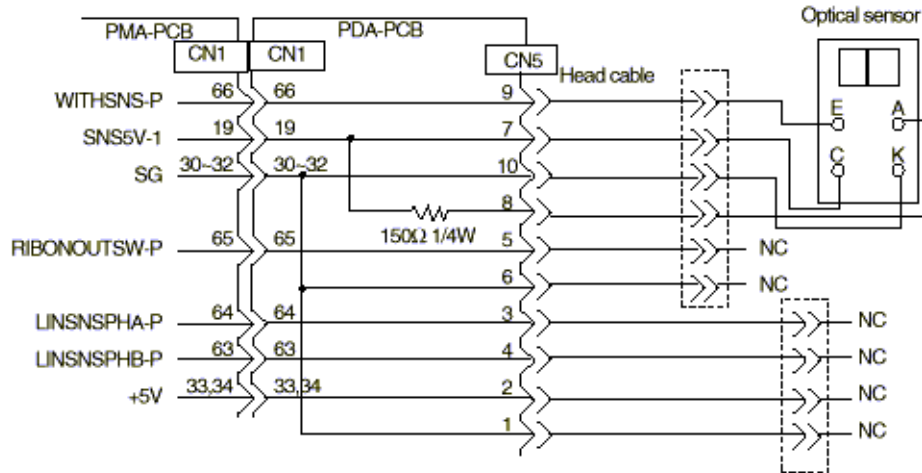 Optical sensor
PMA-PCB PDA-PCB
CN1 CN1 CN5
Head cable
WITHSNS-P 66 66 9 E A
SNS5V-1 19 19 7
SG 30~32 30~32 10 C K
8
150Ω 1/4W
RIBONOUTSW-P 65 65 5 NC
6 NC
LINSNSPHA-P 64 64 3 NC
LINSNSPHB-P 63 63 4 NC
+5V 33,34 33,34 2 NC
1 NC